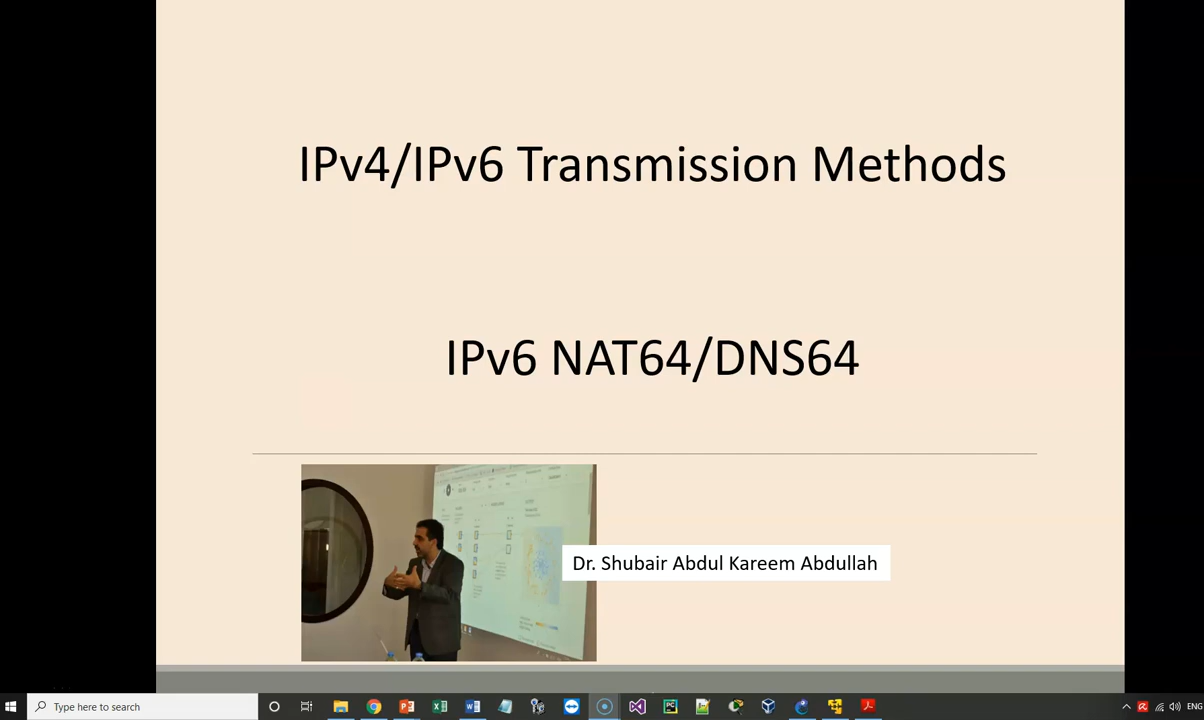 IPv4/IPv6 Transmission Methods
IPv6 NAT64/DNS64
Dr. Shubair Abdul Kareem Abdullah
Type here to search
ENG